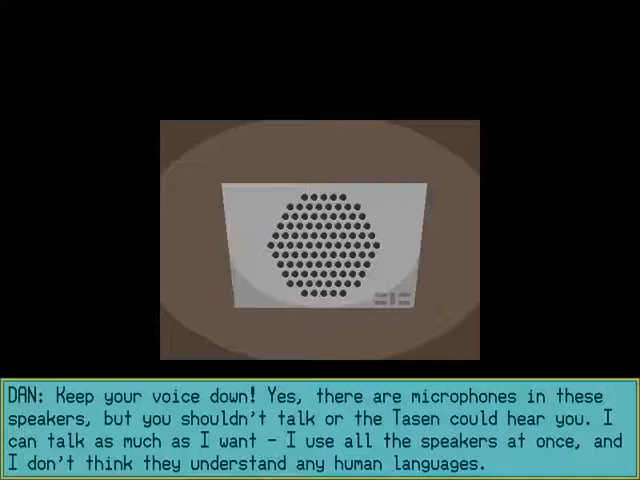 DAN: Keep your voice down! Yes, there are microphones in these
speakers, but you shouldn't talk or the Tasen could hear you. I
can talk as much as I want - I use all the speakers at once, and
I don't think they understand any human languages.